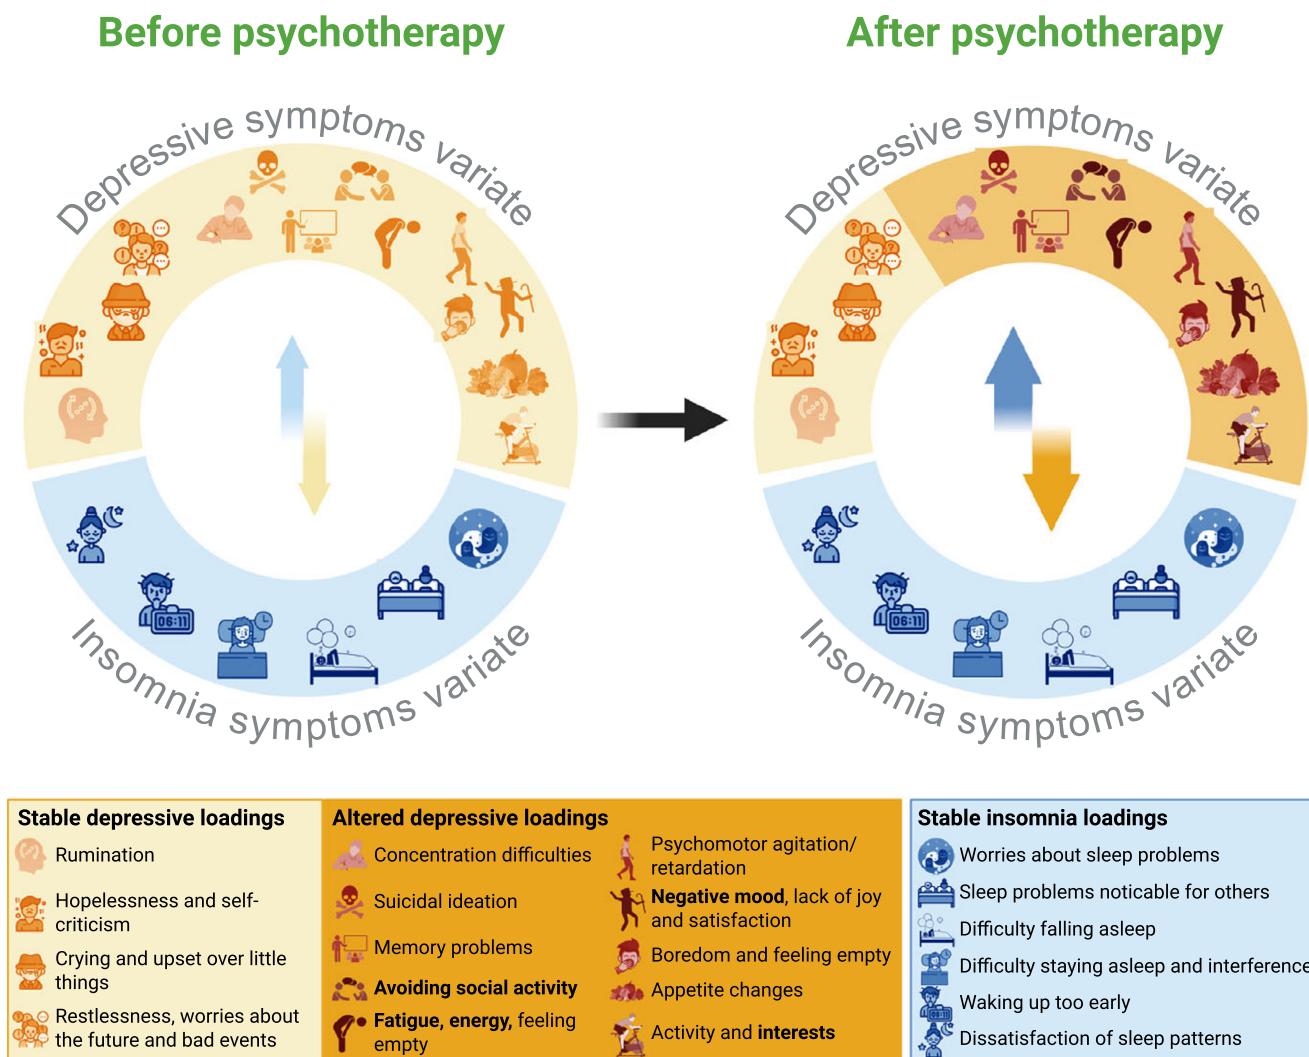 Before psychotherapy
After psychotherapy
Depressive symptoms variate
Depressive symptoms variate
06:11
06:11
Insomnia symptoms variate
Insomnia symptoms variate
Stable depressive loadings
Rumination
Hopelessness and self-
criticism
Crying and upset over little
things
Restlessness, worries about
the future and bad events
Altered depressive loadings
Concentration difficulties
Suicidal ideation
Memory problems
Avoiding social activity
Fatigue, energy, feeling
empty
Psychomotor agitation/
retardation
Negative mood, lack of joy
and satisfaction
Boredom and feeling empty
Appetite changes
Activity and interests
Stable insomnia loadings
Worries about sleep problems
Sleep problems noticable for others
Difficulty falling asleep
Difficulty staying asleep and interference
Waking up too early
Dissatisfaction of sleep patterns